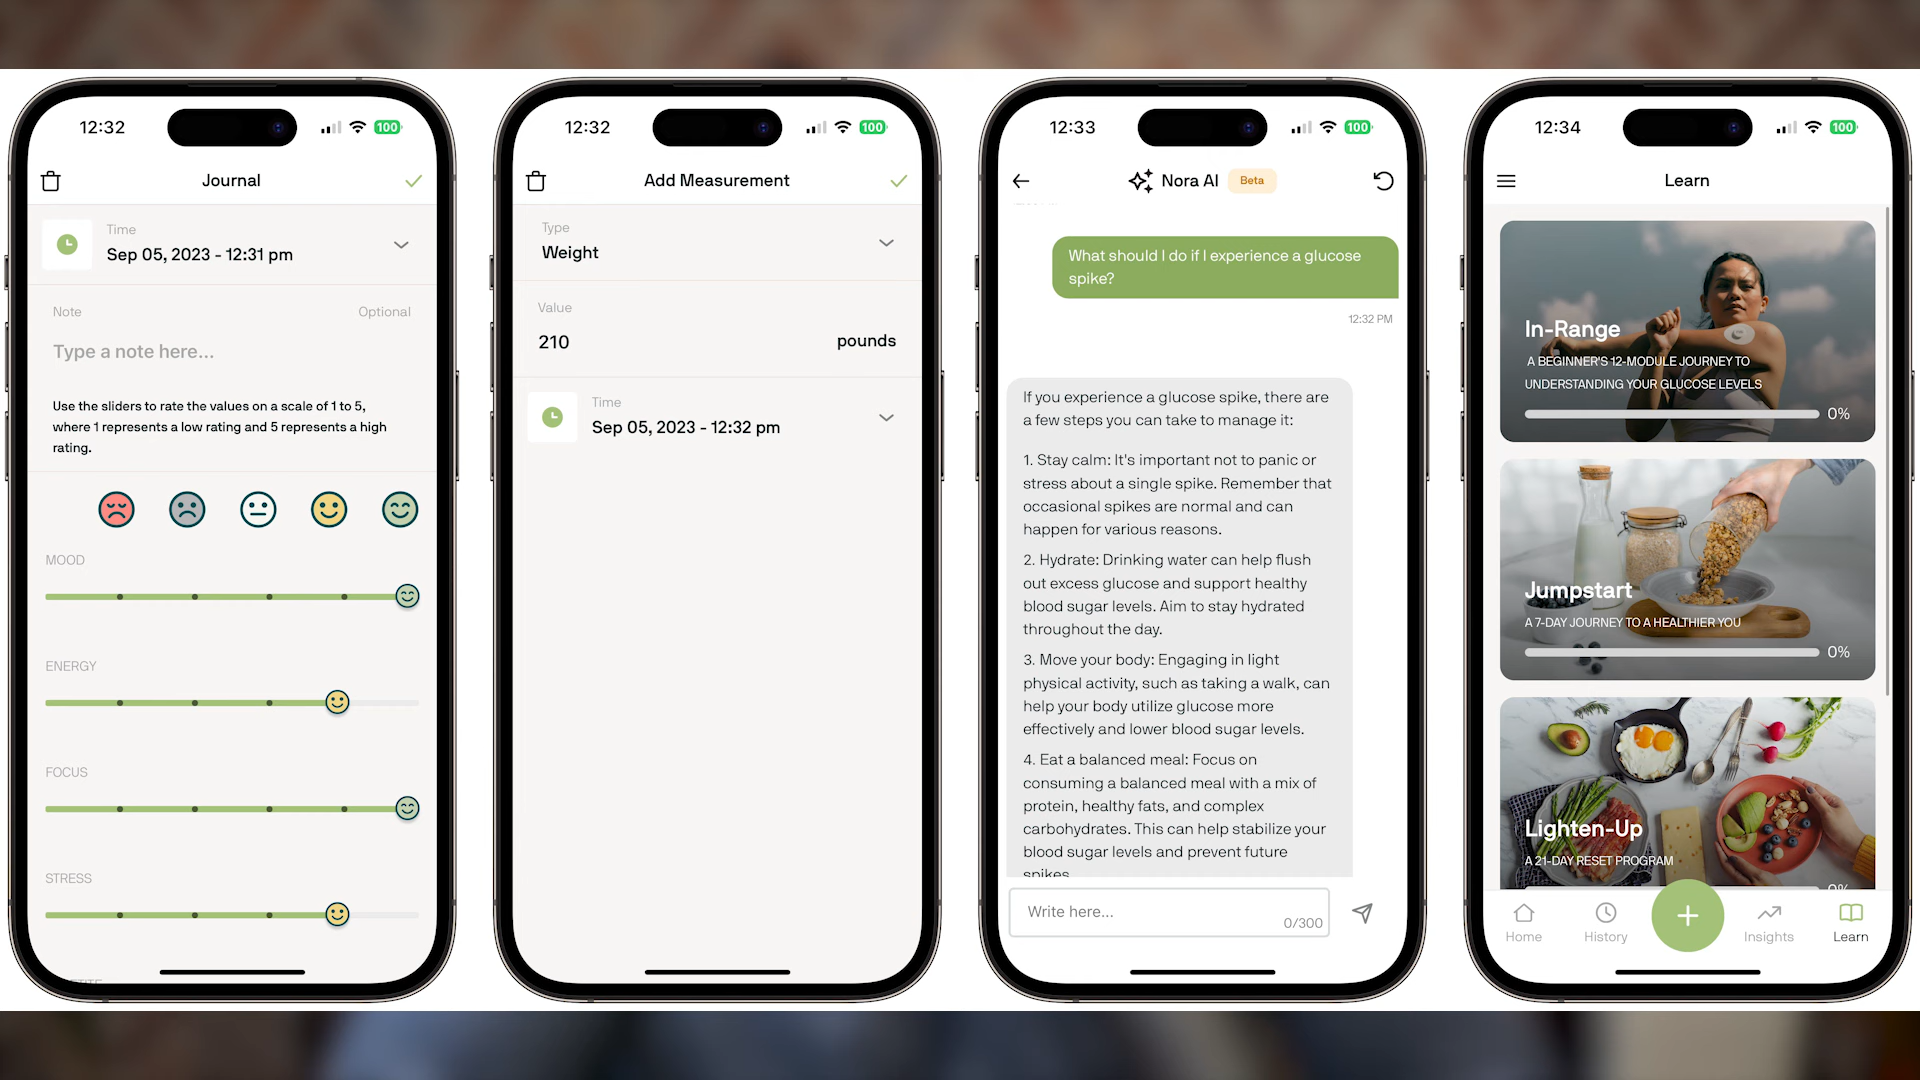 12:32
100
Journal
Time
Sep 05, 2023 - 12:31 pm
Note
Optional
Type a note here...
Use the sliders to rate the values on a scale of 1 to 5,
where 1 represents a low rating and 5 represents a high
rating.
MOOD
ENERGY
FOCUS
STRESS
12:32
100
Add Measurement
Type
Weight
Value
210
pounds
Time
Sep 05, 2023 - 12:32 pm
12:33
100
Nora AI
Beta
What should I do if I experience a glucose
spike?
12:32 PM
If you experience a glucose spike, there are
a few steps you can take to manage it:
1. Stay calm: It's important not to panic or
stress about a single spike. Remember that
occasional spikes are normal and can
happen for various reasons.
2. Hydrate: Drinking water can help flush
out excess glucose and support healthy
blood sugar levels. Aim to stay hydrated
throughout the day.
3. Move your body: Engaging in light
physical activity, such as taking a walk, can
help your body utilize glucose more
effectively and lower blood sugar levels.
4. Eat a balanced meal: Focus on
consuming a balanced meal with a mix of
protein, healthy fats, and complex
carbohydrates. This can help stabilize your
blood sugar levels and prevent future
spikes
Write here...
0/300
12:34
100
Learn
In-Range
A BEGINNER'S 12-MODULE JOURNEY TO
UNDERSTANDING YOUR GLUCOSE LEVELS
0%
Jumpstart
A 7-DAY JOURNEY TO A HEALTHIER YOU
0%
Lighten-Up
A 21-DAY RESET PROGRAM
0%
Home
History
Insights
Learn